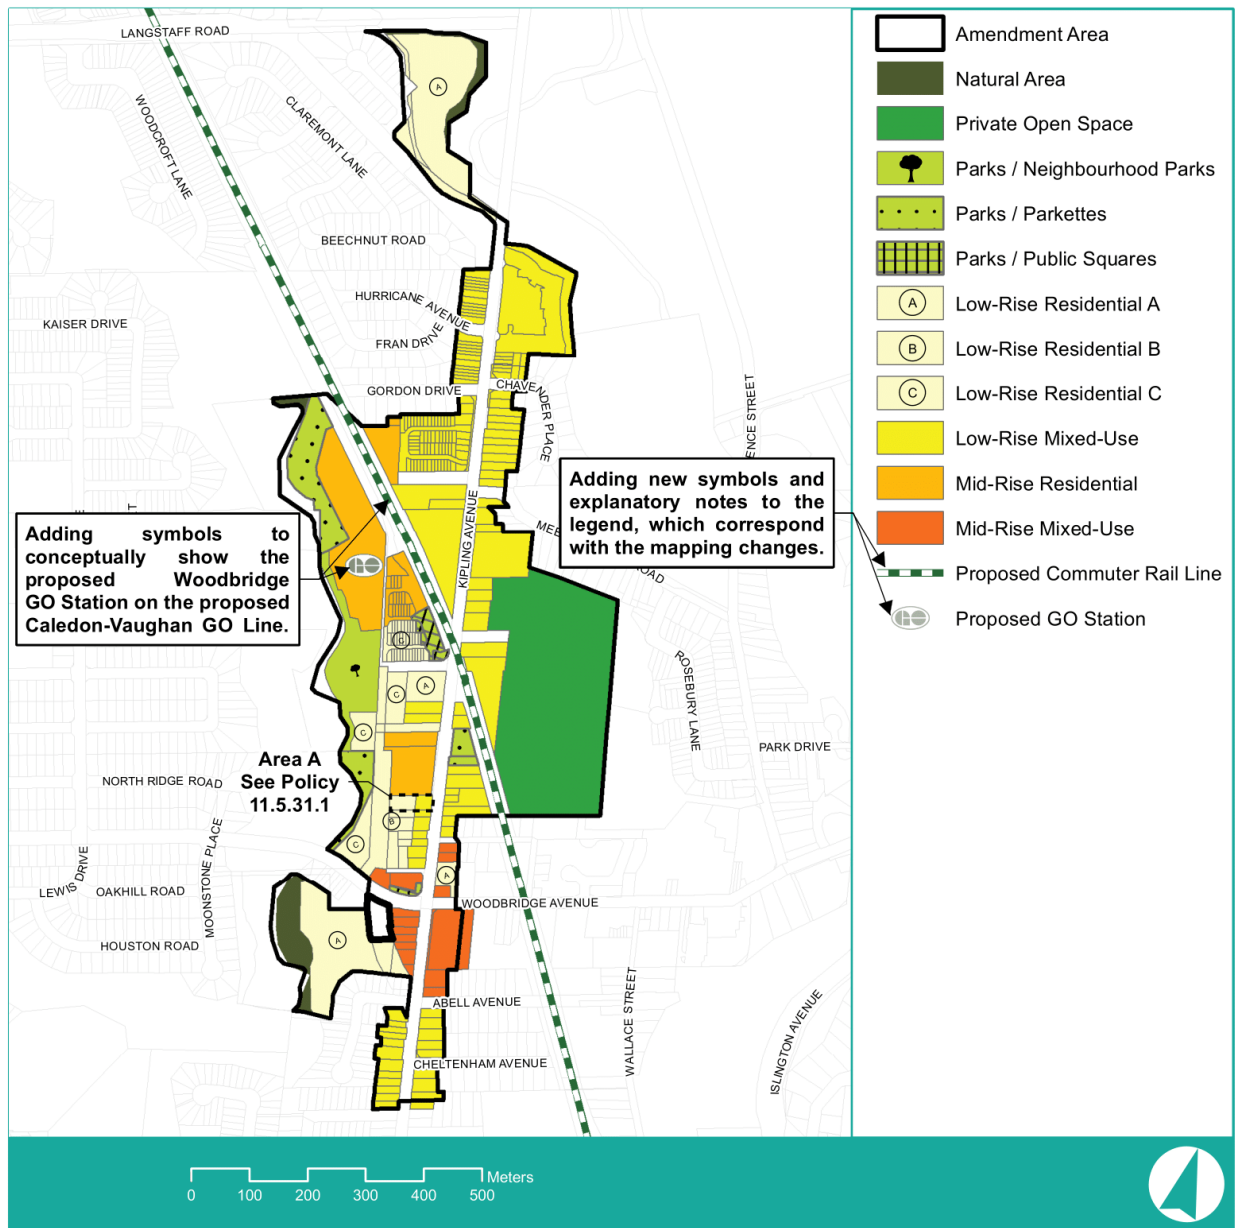 LANGSTAFF ROAD
WOODCROFT LANE
CLAREMONT LANE
BEECHNUT ROAD
HURRICANE AVENUE
KAISER DRIVE
FRAN DRIVE
GORDON DRIVE
CHAVENDER PLACE
KIPLING AVENUE
Adding symbols to
conceptually show the
proposed Woodbridge
GO Station on the proposed
Caledon-Vaughan GO Line.
Adding new symbols and
explanatory notes to the
legend, which correspond
with the mapping changes.
ENCE STREET
ROAD
ROSEBURY LANE
PARK DRIVE
Area A
See Policy
11.5.31.1
NORTH RIDGE ROAD
MOONSTONE PLACE
LEWIS DRIVE
OAKHILL ROAD
HOUSTON ROAD
WOODBRIDGE AVENUE
ABELL AVENUE
CHELTENHAM AVENUE
WALLACE STREET
ISLINGTON AVENUE
A
C
C
A
C
B
C
A
A
Amendment Area
Natural Area
Private Open Space
Parks / Neighbourhood Parks
Parks / Parkettes
Parks / Public Squares
A Low-Rise Residential A
B Low-Rise Residential B
C Low-Rise Residential C
Low-Rise Mixed-Use
Mid-Rise Residential
Mid-Rise Mixed-Use
Proposed Commuter Rail Line
GO Proposed GO Station
Meters
0 100 200 300 400 500